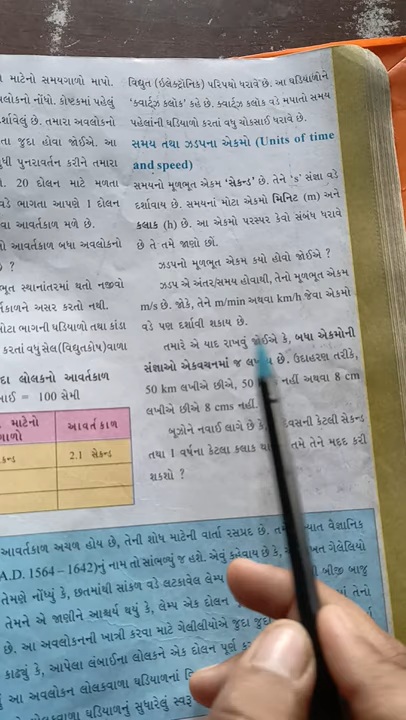 માટેનો સમયગાળો માપો.
વલોકનો નોંધો. કોષ્ટકમાં પહેલું
ર્શાવેલું છે. તમારા અવલોકનો
તા જુદા હોવા જોઈએ. આ
સુધી પુનરાવર્તન કરીને તમારા
. 20 દોલન માટે મળતા
વડે ભાગતા આપણે 1 દોલન
વા આવર્તકાળ મળે છે.
આવર્તકાળ બધા અવલોકનો
?
ભૂત સ્થાનાંતરમાં થતો નજીવો
કાળને અસર કરતો નથી.
મોટા ભાગની ઘડિયાળો તથા કાંડા
કરતાં વધુ સેલ(વિદ્યુતકોષ)વાળા
દા લોલકનો આવર્તકાળ
= 100 સેમી
માટેનો આવર્તકાળ
ગાળો
કન્ડ 2.1 સેકન્ડ
વિદ્યુત (ઇલેક્ટ્રોનિક) પરિપથો ધરાવે છે. આ ઘડિયાળોને
‘ક્વાર્ટ્ઝ ક્લોક’ કહે છે. ક્વાર્ટ્ઝ ક્લોક વડે મપાતો સમય
પહેલાંની ઘડિયાળો કરતાં વધુ ચોકસાઈ ધરાવે છે.
સમય તથા ઝડપના એકમો (Units of time
and speed)
સમયનો મૂળભૂત એકમ ‘સેકન્ડ’ છે. તેને ‘s’ સંજ્ઞા વડે
દર્શાવાય છે. સમયનાં મોટાં એકમો મિનિટ (m) અને
કલાક (h) છે. આ એકમો પરસ્પર કેવો સંબંધ ધરાવે
છે તે તમે જાણો છો.
ઝડપનો મૂળભૂત એકમ કયો હોવો જોઈએ ?
ઝડપ એ અંતર/સમય હોવાથી, તેનો મૂળભૂત એકમ
m/s છે. જોકે, તેને m/min અથવા km/h જેવા એકમો
વડે પણ દર્શાવી શકાય છે.
તમારે એ યાદ રાખવું જોઈએ કે, બધા એકમોની
સંજ્ઞાઓ એકવચનમાં જ છે. ઉદાહરણ તરીકે,
50 km લખીએ છીએ, 50 નહીં અથવા 8 cm
લખીએ છીએ 8 cms નહીં.
બૂઝોને નવાઈ લાગે છે કે, કેટલી સેકન્ડ
તથા 1 વર્ષના કેટલા કલાક તમે તેને મદદ કરી
શકશો ?
આવર્તકાળ અચળ હોય છે, તેની શોધ માટેની વાર્તા રસપ્રદ છે, વૈજ્ઞાનિક
A.D. 1564–1642)નું નામ તો સાંભળ્યું જ હશે. એવું કહેવાય છે કે, ગેલેલિયો
તેમણે નોંધ્યું કે, છતમાંથી સાંકળ વડે લટકાવેલ લેમ્પ બીજી બાજુ
તેમને એ જાણીને આશ્ચર્ય થયું કે, લેમ્પ એક દોલન તેનો
છે. આ અવલોકનની ખાત્રી કરવા માટે ગેલીલીયોએ જુદા
કાઢ્યું કે, આપેલા લંબાઈના લોલકને એક દોલન પૂર્ણ
આ અવલોકન લોલકવાળા ઘડિયાળનાં
લોલકવાળા ઘડિયાળનું સુધારેલું સ્વરૂ